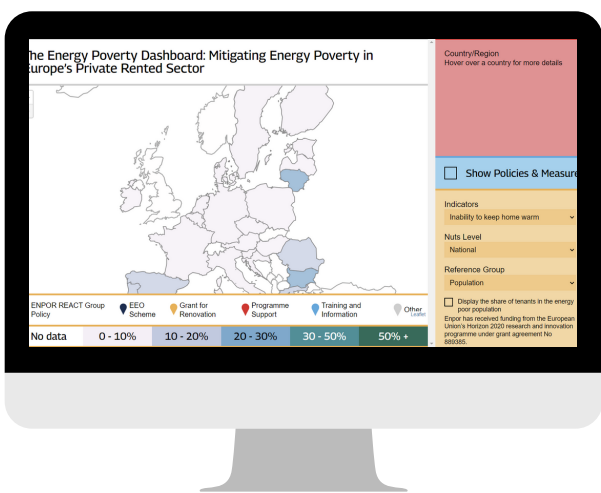 The Energy Poverty Dashboard: Mitigating Energy Poverty in
Europe's Private Rented Sector
Country/Region
Hover over a country for more details
Show Policies & Measure
Indicators
Inability to keep home warm
Nuts Level
National
Reference Group
Population
Display the share of tenants in the energy
poor population
Enpor has received funding from the European
Union's Horizon 2020 research and innovation
programme under grant agreement No
889385.
ENPOR REACT Group
Policy
EEO
Scheme
Grant for
Renovation
Programme
Support
Training and
Information
Other
Leaflet
No data
0 - 10%
10 - 20%
20 - 30%
30 - 50%
50% +